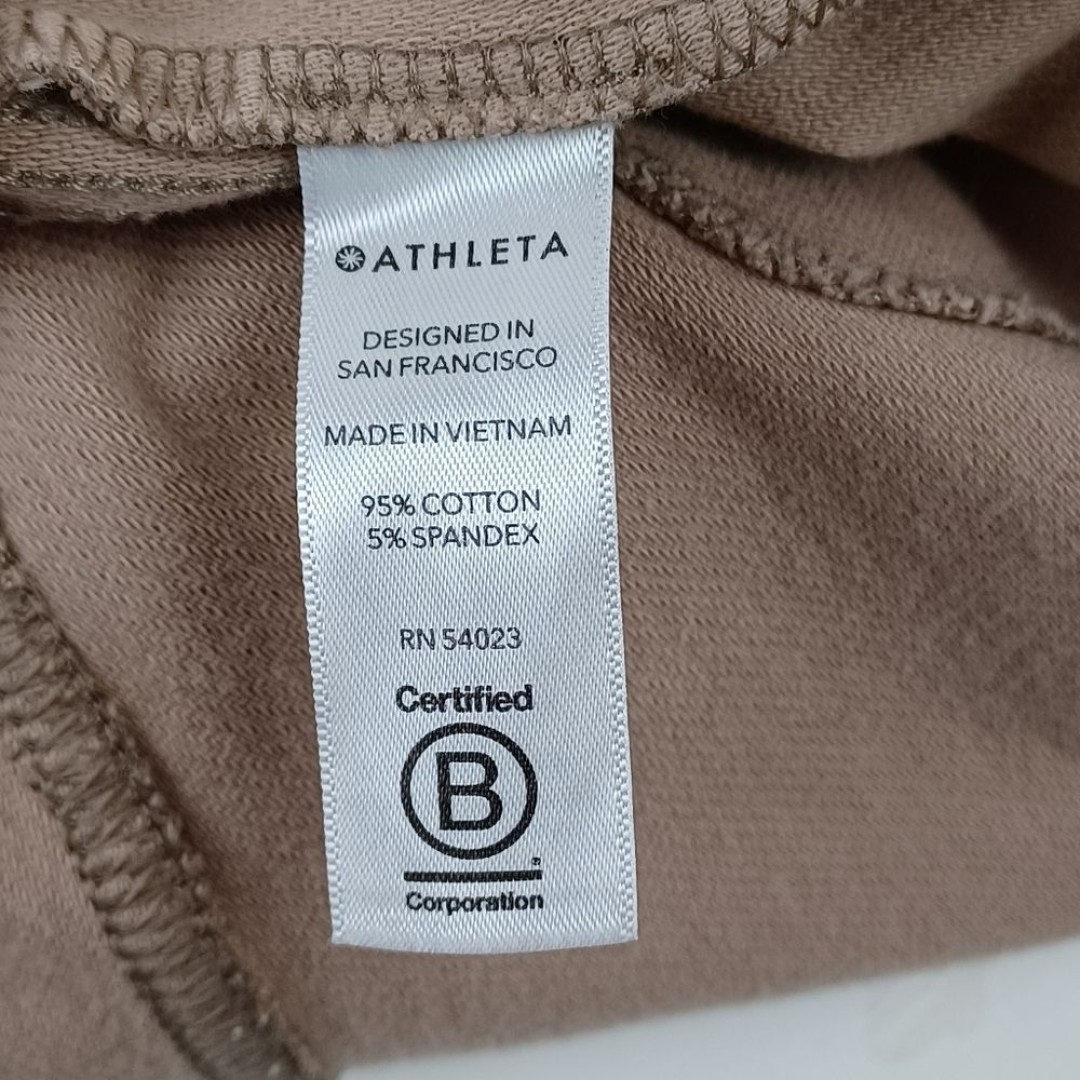 ATHLETA
DESIGNED IN
SAN FRANCISCO
MADE IN VIETNAM
95% COTTON
5% SPANDEX
RN 54023
Certified
B
®
Corporation